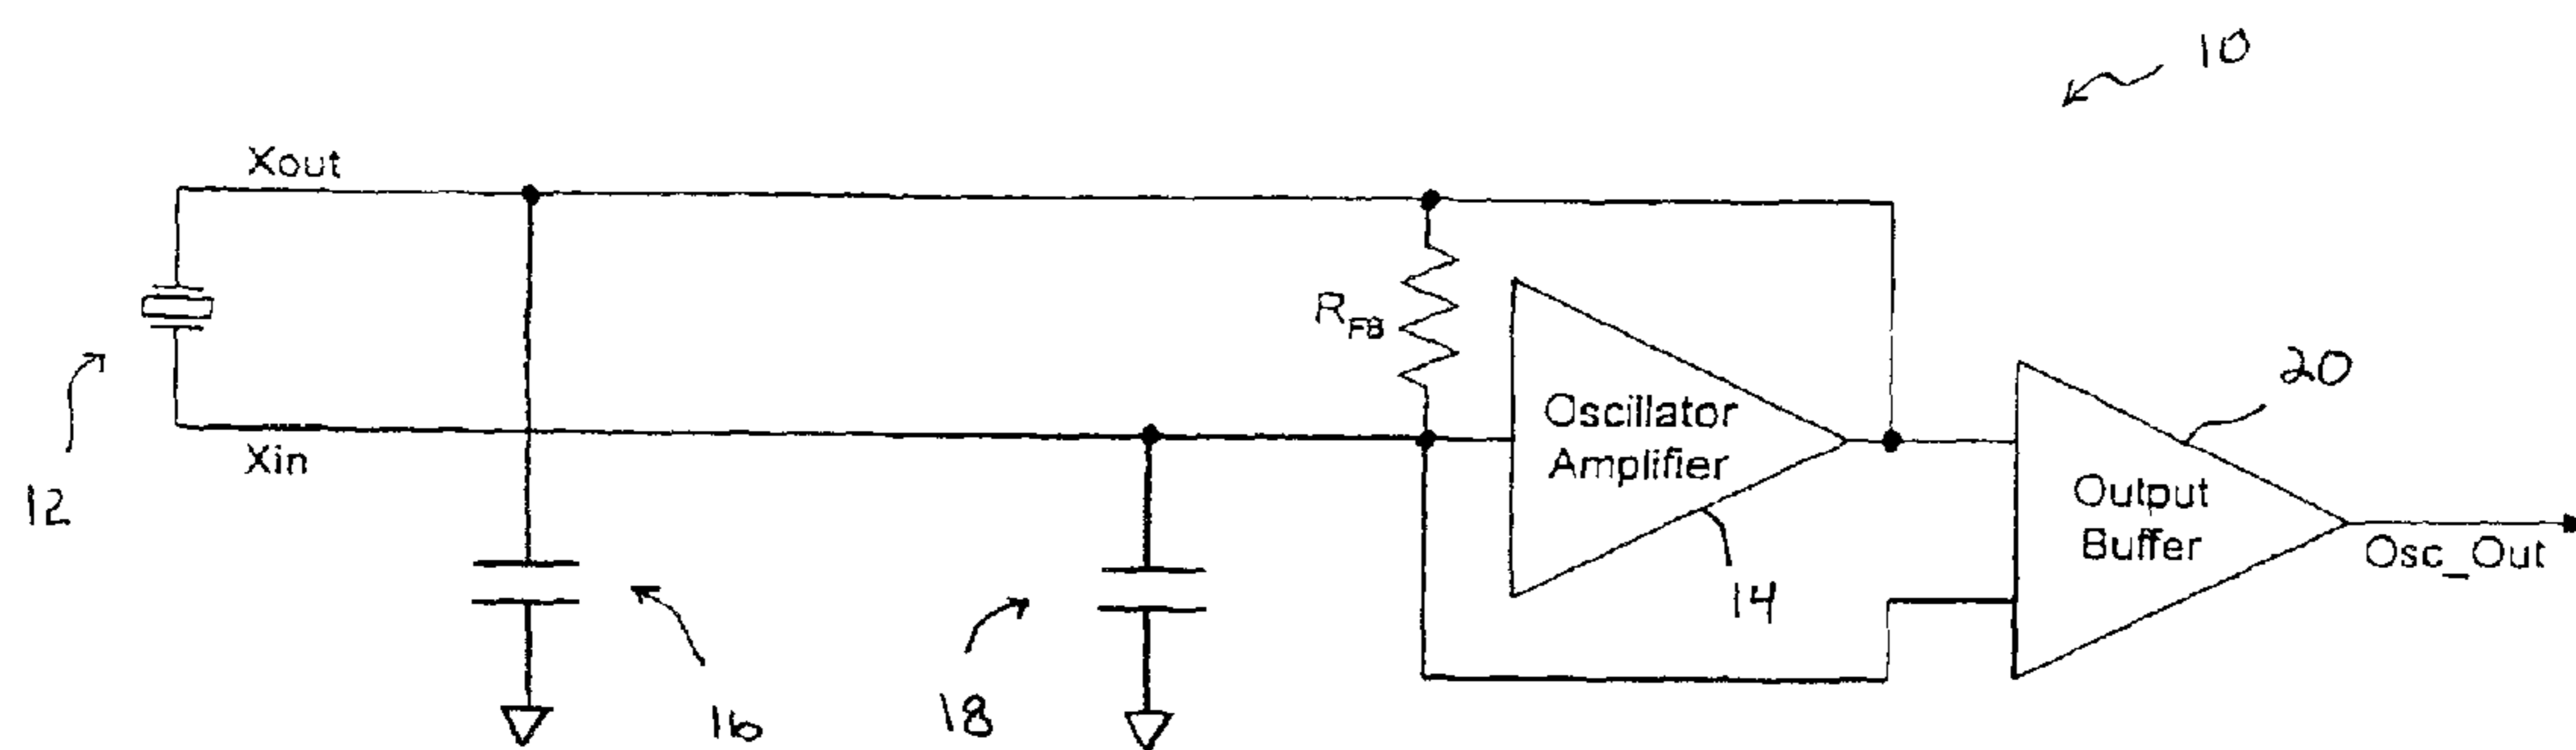 10
Xout
R_FB
20
Oscillator
Amplifier
Xin
12
Output
Buffer
Osc_Out
14
16
18